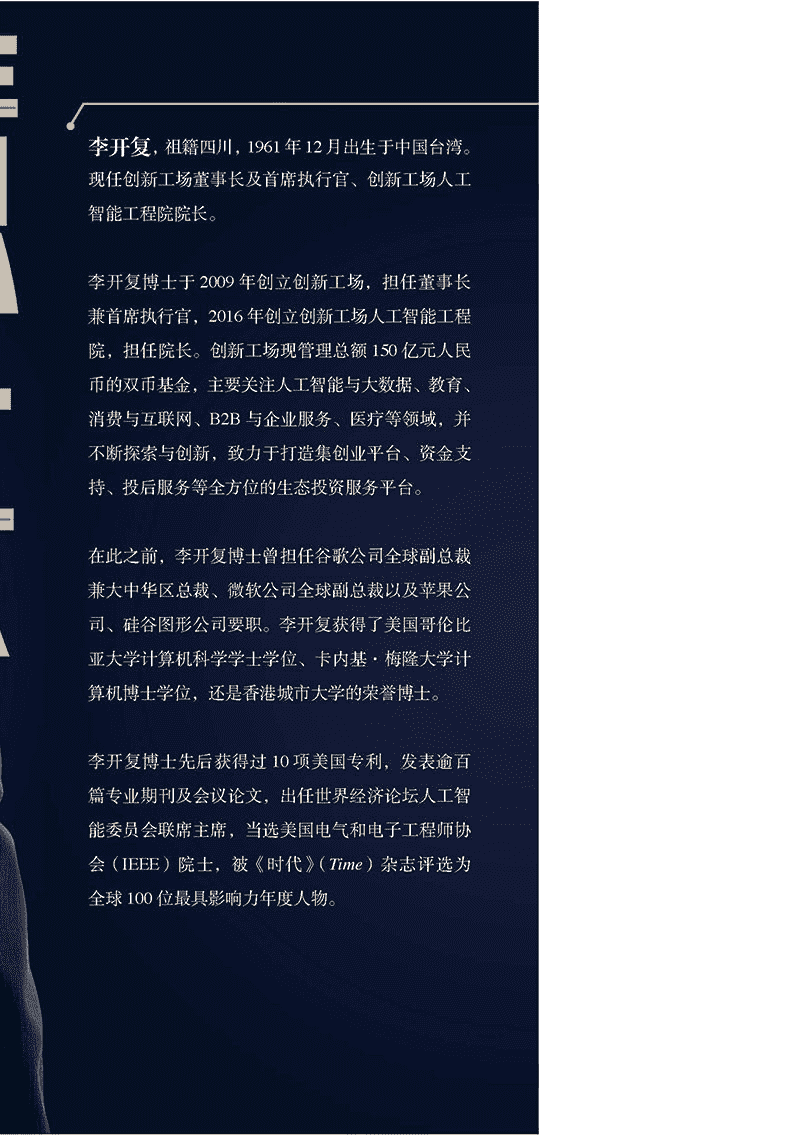 李开复，祖籍四川，1961 年 12 月出生于中国台湾。
现任创新工场董事长及首席执行官、创新工场人工
智能工程院院长。
李开复博士于 2009 年创立创新工场，担任董事长
兼首席执行官，2016 年创立创新工场人工智能工程
院，担任院长。创新工场现管理总额 150 亿元人民
币的双币基金，主要关注人工智能与大数据、教育、
消费与互联网、B2B 与企业服务、医疗等领域，并
不断探索与创新，致力于打造集创业平台、资金支
持、投后服务等全方位的生态投资服务平台。
在此之前，李开复博士曾担任谷歌公司全球副总裁
兼大中华区总裁、微软公司全球副总裁以及苹果公
司、硅谷图形公司要职。李开复获得了美国哥伦比
亚大学计算机科学学士学位、卡内基·梅隆大学计
算机博士学位，还是香港城市大学的荣誉博士。
李开复博士先后获得过 10 项美国专利，发表逾百
篇专业期刊及会议论文，出任世界经济论坛人工智
能委员会联席主席，当选美国电气和电子工程师协
会（IEEE）院士，被《时代》（Time）杂志评选为
全球 100 位最具影响力年度人物。